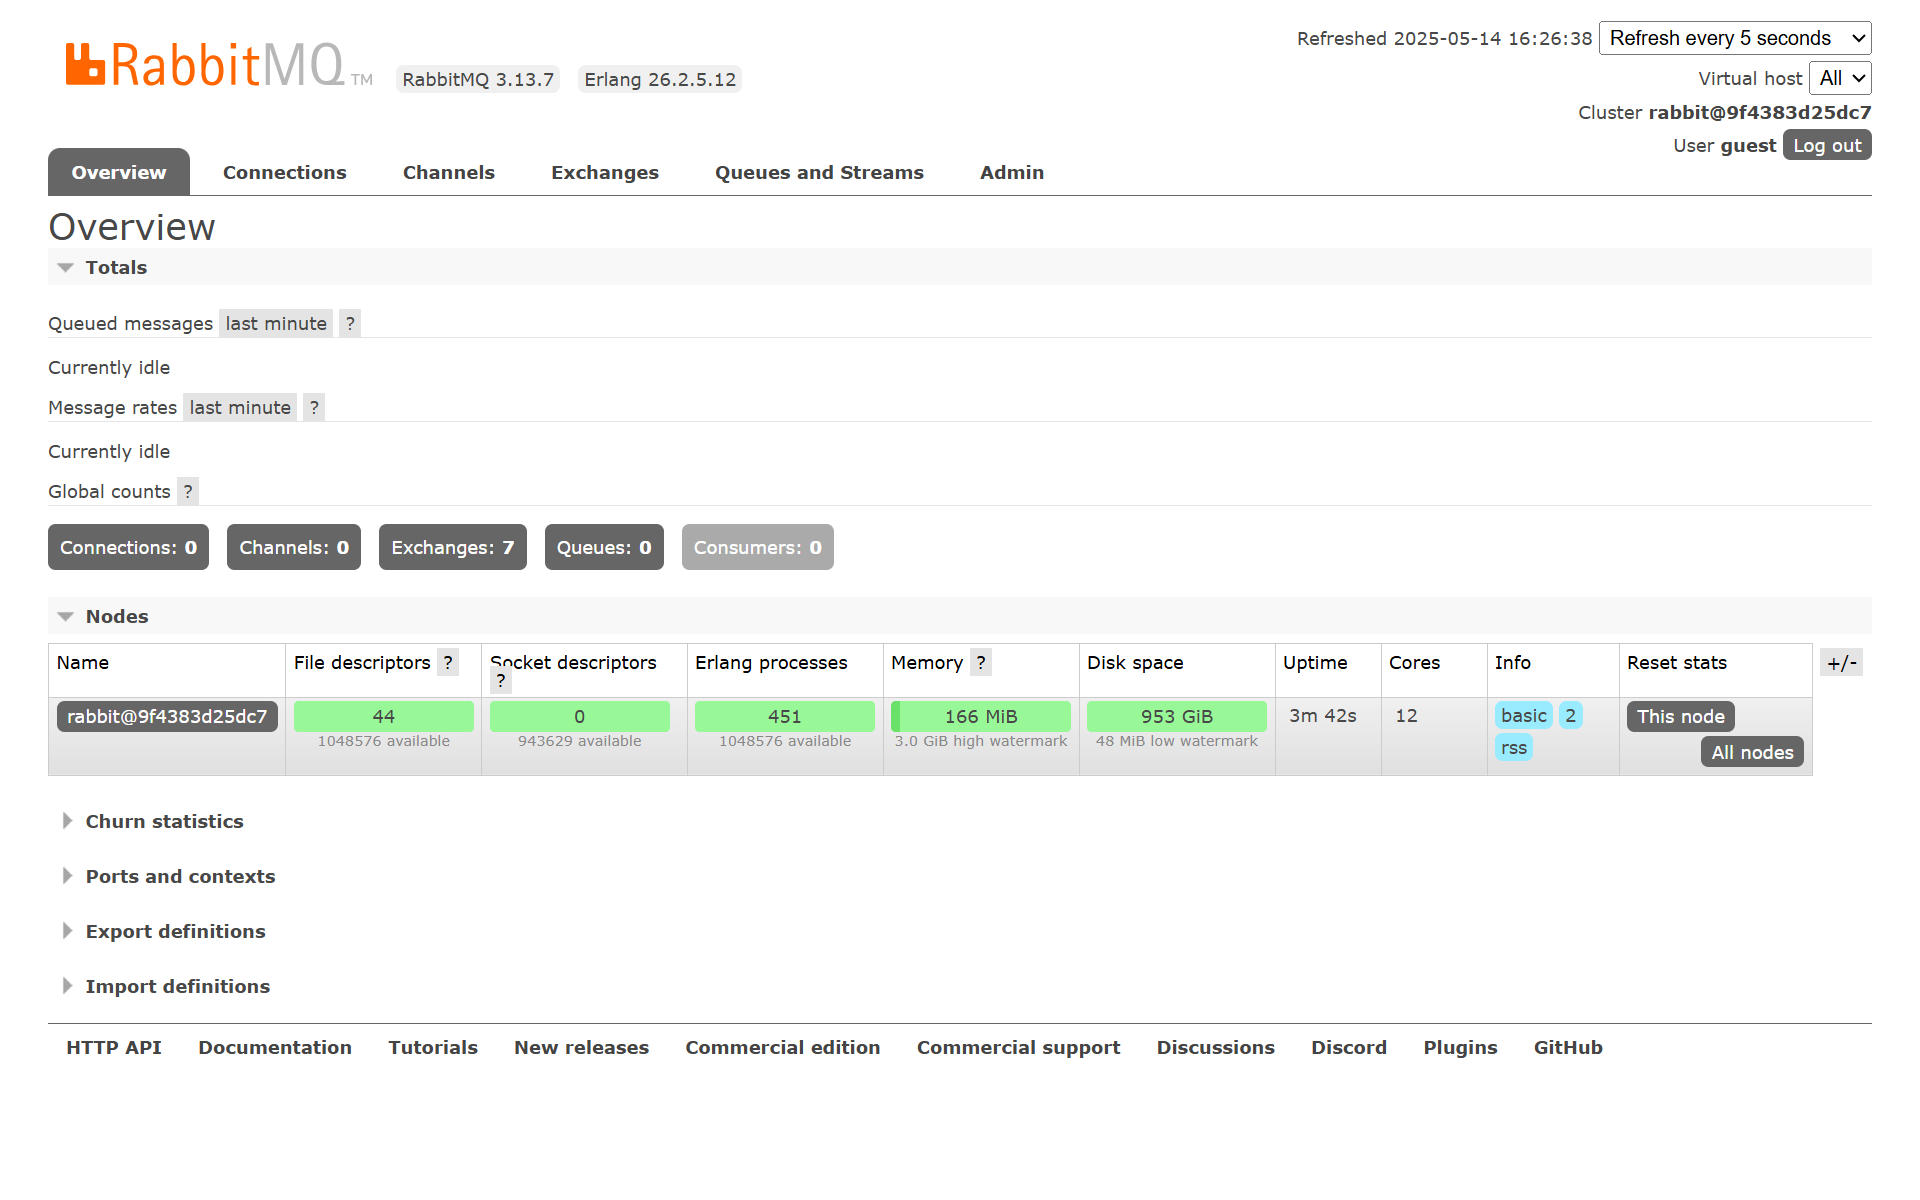 RabbitMQ TM RabbitMQ 3.13.7 Erlang 26.2.5.12
Refreshed 2025-05-14 16:26:38 Refresh every 5 seconds
Virtual host All
Cluster rabbit@9f4383d25dc7
User guest Log out
Overview Connections Channels Exchanges Queues and Streams Admin
Overview
Totals
Queued messages last minute ?
Currently idle
Message rates last minute ?
Currently idle
Global counts ?
Connections: 0 Channels: 0 Exchanges: 7 Queues: 0 Consumers: 0
Nodes
Name File descriptors ? Socket descriptors ? Erlang processes Memory ? Disk space Uptime Cores Info Reset stats +/-
rabbit@9f4383d25dc7 44 0 451 166 MiB 953 GiB 3m 42s 12 basic 2 This node
1048576 available 943629 available 1048576 available 3.0 GiB high watermark 48 MiB low watermark rss All nodes
Churn statistics
Ports and contexts
Export definitions
Import definitions
HTTP API Documentation Tutorials New releases Commercial edition Commercial support Discussions Discord Plugins GitHub